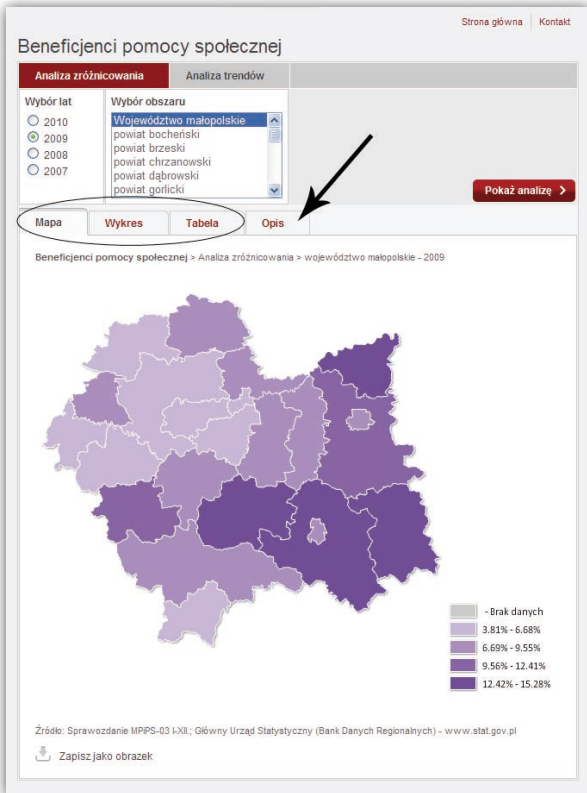 Strona główna Kontakt
Beneficjenci pomocy społecznej
Analiza zróżnicowania Analiza trendów
Wybór lat Wybór obszaru
2010 Województwo małopolskie
2009 powiat bocheński
2008 powiat brzeski
2007 powiat chrzanowski
powiat dąbrowski
powiat gorlicki
Pokaż analizę >
Mapa Wykres Tabela Opis
Beneficjenci pomocy społecznej > Analiza zróżnicowania > województwo małopolskie - 2009
- Brak danych
3.81% - 6.68%
6.69% - 9.55%
9.56% - 12.41%
12.42% - 15.28%
Źródło: Sprawozdanie MPiPS-03 I-XII.; Główny Urząd Statystyczny (Bank Danych Regionalnych) - www.stat.gov.pl
Zapisz jako obrazek